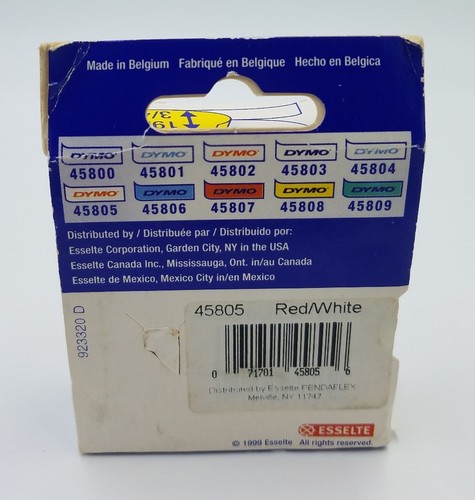 Made in Belgium   Fabriqué en Belgique   Hecho en Belgica
19
3/4
DYMO DYMO DYMO DYMO DYMO
45800 45801 45802 45803 45804
DYMO DYMO DYMO DYMO DYMO
45805 45806 45807 45808 45809
Distributed by / Distribuée par / Distribuido por:
Esselte Corporation, Garden City, NY in the USA
Esselte Canada Inc., Mississauga, Ont. in/au Canada
Esselte de Mexico, Mexico City in/en Mexico
923320 D
45805 Red/White
0 71701 45805 6
Distributed by Esselte PENDAFLEX
Melville, NY 11747
ESSELTE
© 1999 Esselte All rights reserved.